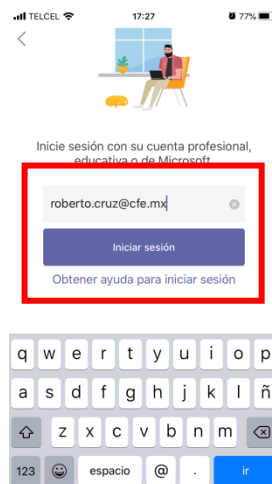 TELCEL 17:27 77%
Inicie sesión con su cuenta profesional,
educativa o de Microsoft
roberto.cruz@cfe.mx
Iniciar sesión
Obtener ayuda para iniciar sesión
q w e r t y u i o p
a s d f g h j k l ñ
z x c v b n m
123 espacio @ . ir